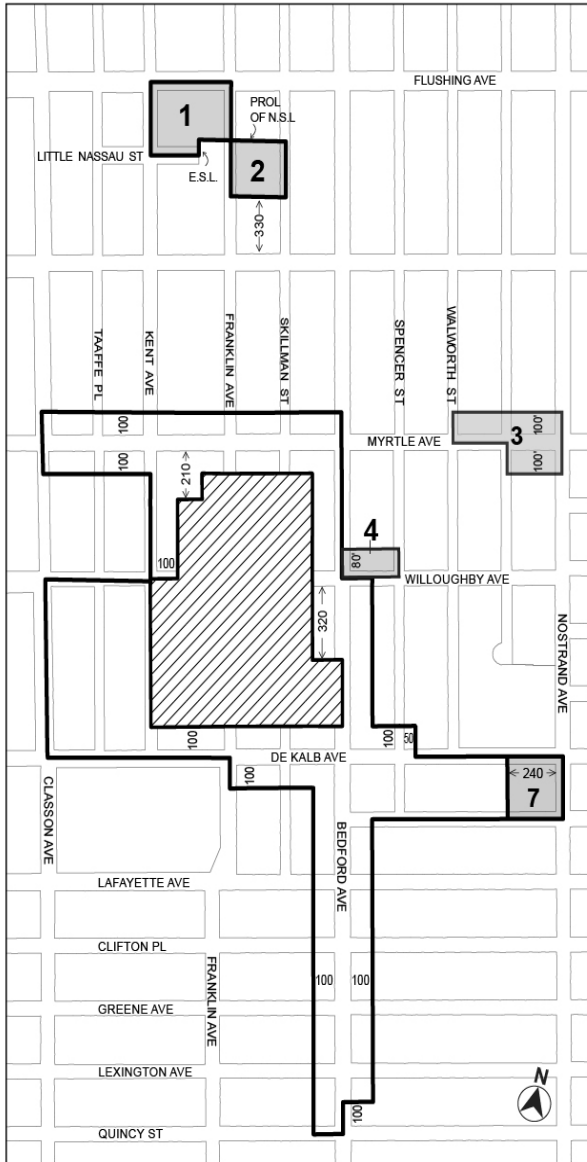 FLUSHING AVE
1
PROL
OF N.S.L
LITTLE NASSAU ST
E.S.L.
2
330
TAAFFE PL
KENT AVE
FRANKLIN AVE
SKILLMAN ST
SPENCER ST
WALWORTH ST
100
100'
3
MYRTLE AVE
100
210
100'
4
80'
100
WILLOUGHBY AVE
320
NOSTRAND AVE
100
100
50
DE KALB AVE
100
240
7
CLASSON AVE
BEDFORD AVE
LAFAYETTE AVE
CLIFTON PL
FRANKLIN AVE
100
100
GREENE AVE
LEXINGTON AVE
100
N
QUINCY ST